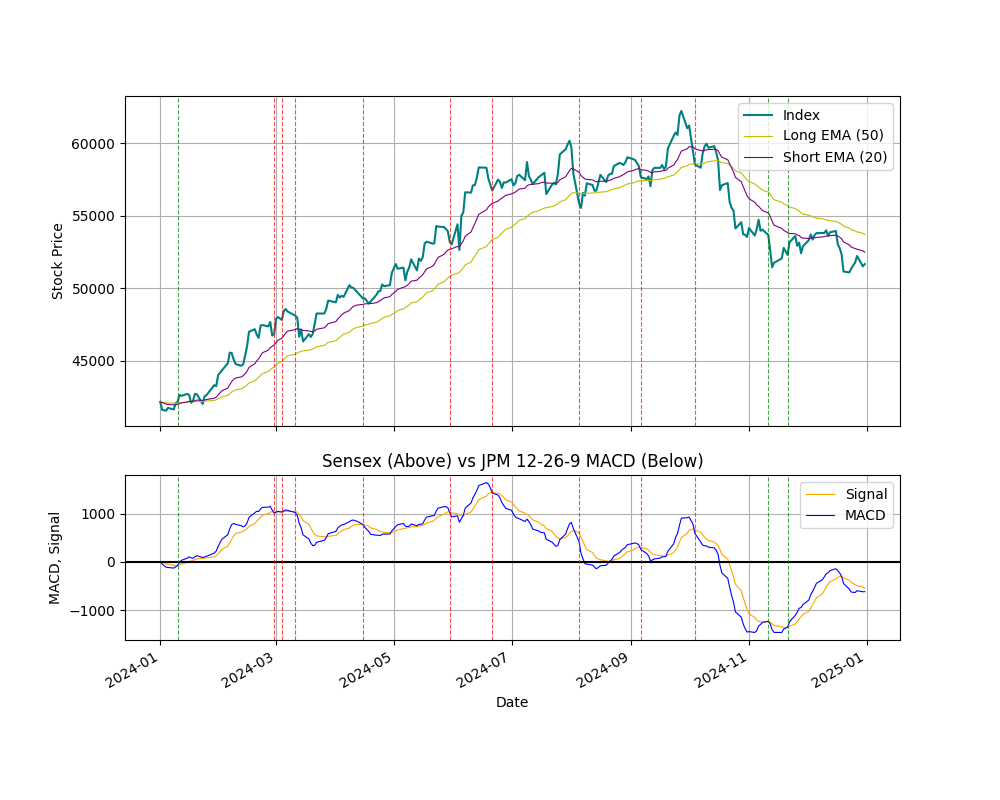 60000
55000
50000
45000
Stock Price
Index
Long EMA (50)
Short EMA (20)
Sensex (Above) vs JPM 12-26-9 MACD (Below)
1000
0
−1000
MACD, Signal
Signal
MACD
2024-01
2024-03
2024-05
2024-07
2024-09
2024-11
2025-01
Date